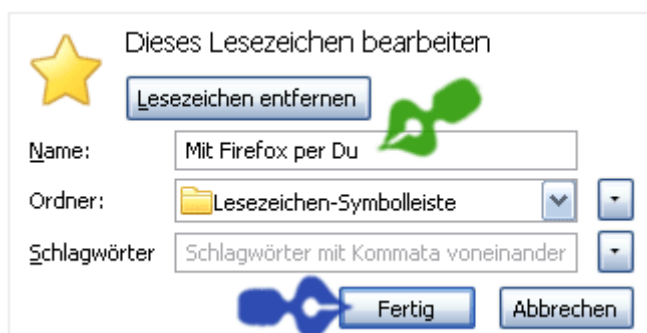 Dieses Lesezeichen bearbeiten
Lesezeichen entfernen
Name: Mit Firefox per Du
Ordner: Lesezeichen-Symbolleiste
Schlagwörter Schlagwörter mit Kommata voneinander
Fertig Abbrechen